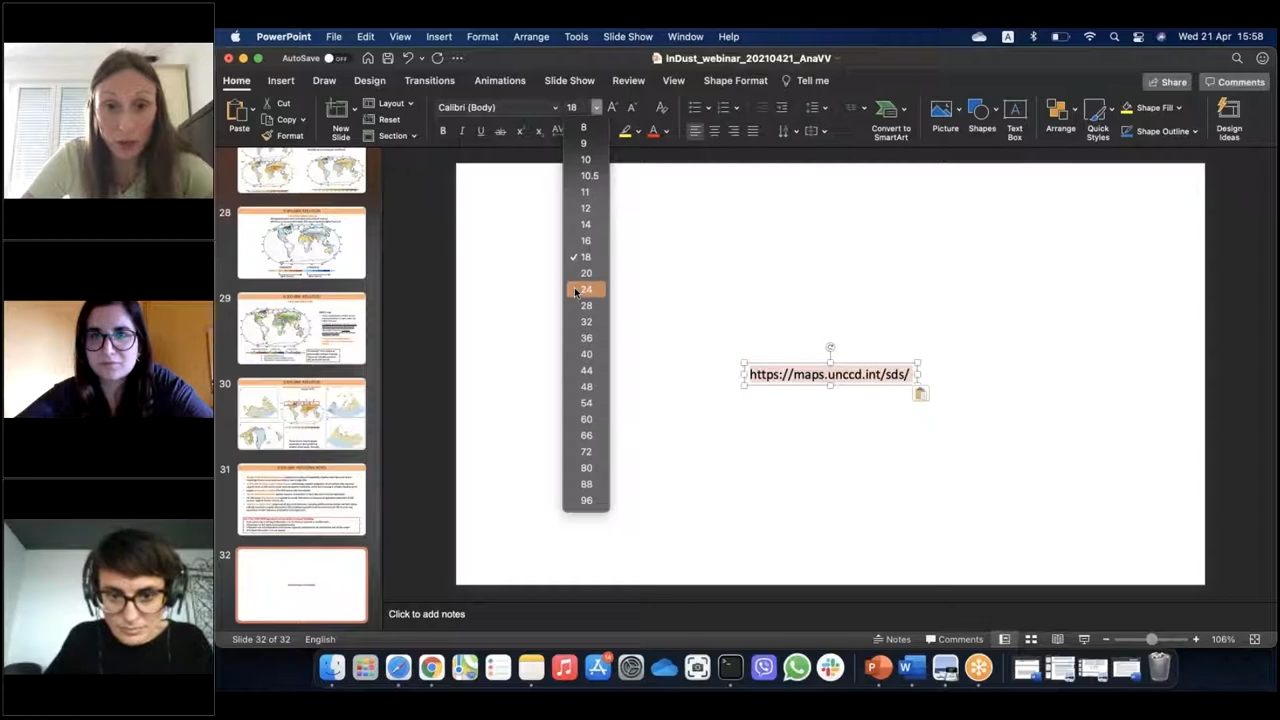 PowerPoint File Edit View Insert Format Arrange Tools Slide Show Window Help
A Wed 21 Apr 15:58
AutoSave OFF
InDust_webinar_20210421_AnaVV
Home Insert Draw Design Transitions Animations Slide Show Review View Shape Format Tell me
Share Comments
Paste
Cut
Copy
Format
New Slide
Layout
Reset
Section
Calibri (Body) 18
Convert to SmartArt
Picture Shapes Text Box
Arrange Quick Styles
Shape Fill
Shape Outline
Design Ideas
8
9
10
10.5
11
12
14
16
✓ 18
20
24
28
32
36
40
44
48
54
60
66
72
80
88
96
28
29
30
31
32
https://maps.unccd.int/sds/
Click to add notes
Slide 32 of 32 English
Notes Comments
106%